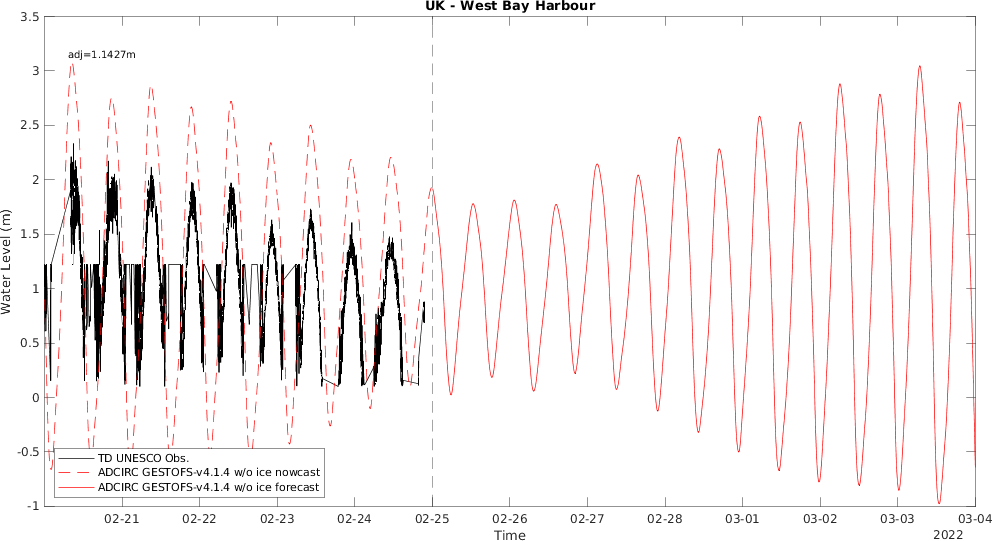 UK - West Bay Harbour
3.5
3
2.5
2
1.5
1
0.5
0
-0.5
-1
Water Level (m)
adj=1.1427m
TD UNESCO Obs.
ADCIRC GESTOFS-v4.1.4 w/o ice nowcast
ADCIRC GESTOFS-v4.1.4 w/o ice forecast
02-21 02-22 02-23 02-24 02-25 02-26 02-27 02-28 03-01 03-02 03-03 03-04
Time
2022